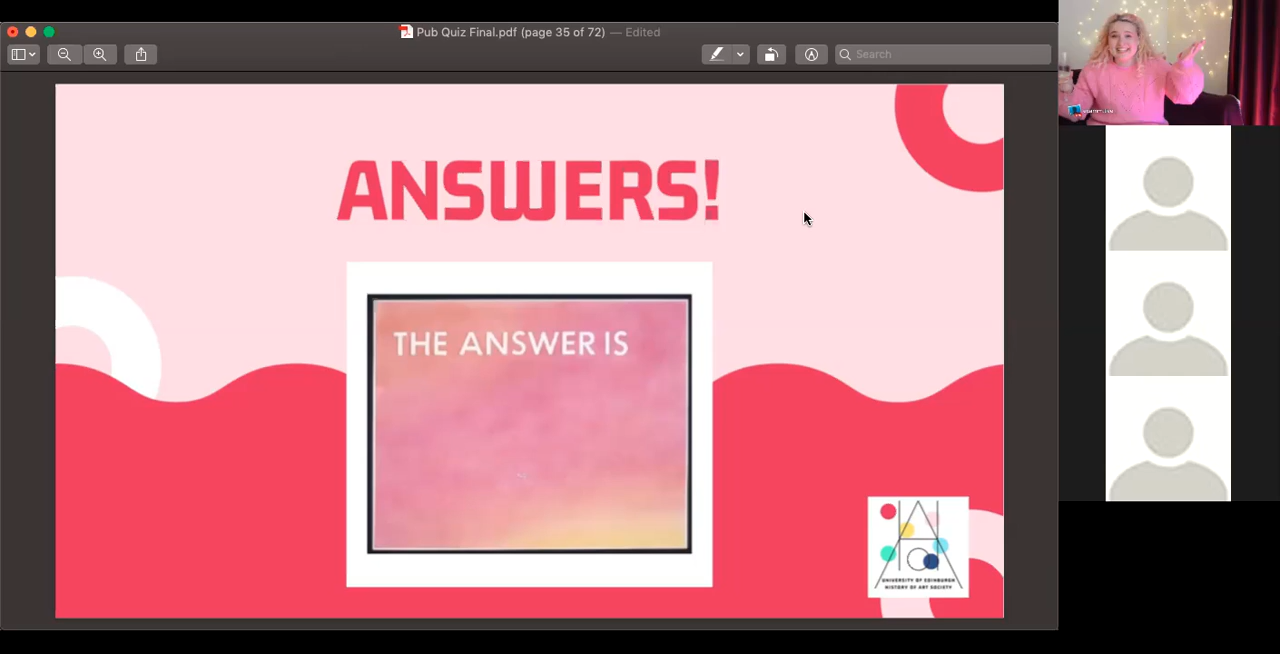 Pub Quiz Final.pdf (page 35 of 72) — Edited
Search
ANSWERS!
THE ANSWER IS
UNIVERSITY OF EDINBURGH
HISTORY OF ART SOCIETY